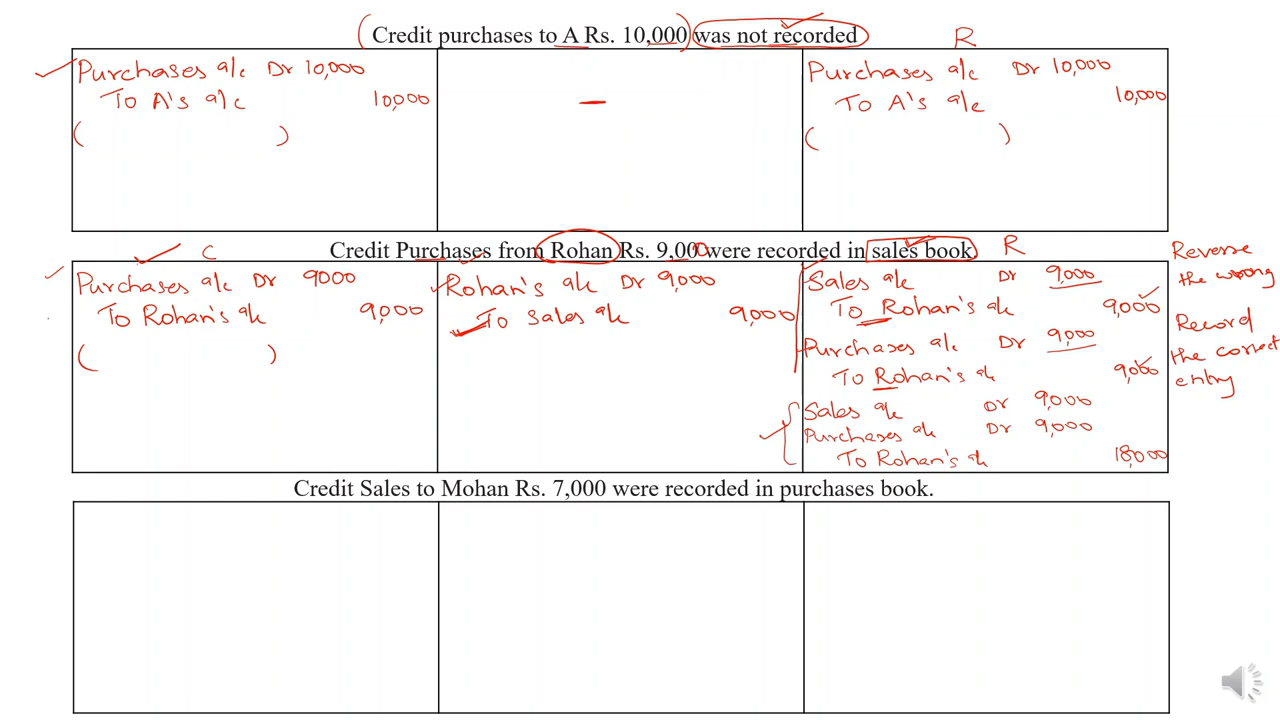 (Credit purchases to A Rs. 10,000) was not recorded
R
Purchases a/c Dr 10,000
To A's a/c 10,000
( )
—
Purchases a/c Dr 10,000
To A's a/c 10,000
( )
Credit Purchases from Rohan Rs. 9,000 were recorded in sales book.
C
R
Purchases a/c Dr 9000
To Rohan's a/c 9,000
( )
Rohan's a/c Dr 9,000
To Sales a/c 9,000
Sales a/c Dr 9,000
To Rohan's a/c 9,000
Purchases a/c Dr 9,000
To Rohan's a/c 9,000
Sales a/c Dr 9,000
Purchases a/c Dr 9,000
To Rohan's a/c 18,000
Reverse
the wrong
Record
the correct
entry
Credit Sales to Mohan Rs. 7,000 were recorded in purchases book.